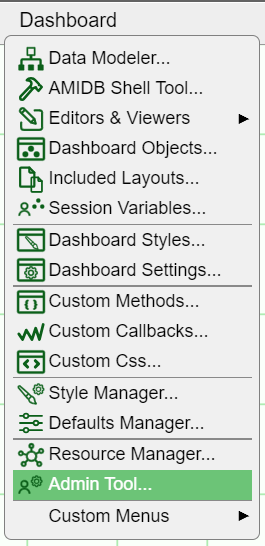 Dashboard
Data Modeler...
AMIDB Shell Tool...
Editors & Viewers
Dashboard Objects...
Included Layouts...
Session Variables...
Dashboard Styles...
Dashboard Settings...
Custom Methods...
Custom Callbacks...
Custom Css...
Style Manager...
Defaults Manager...
Resource Manager...
Admin Tool...
Custom Menus